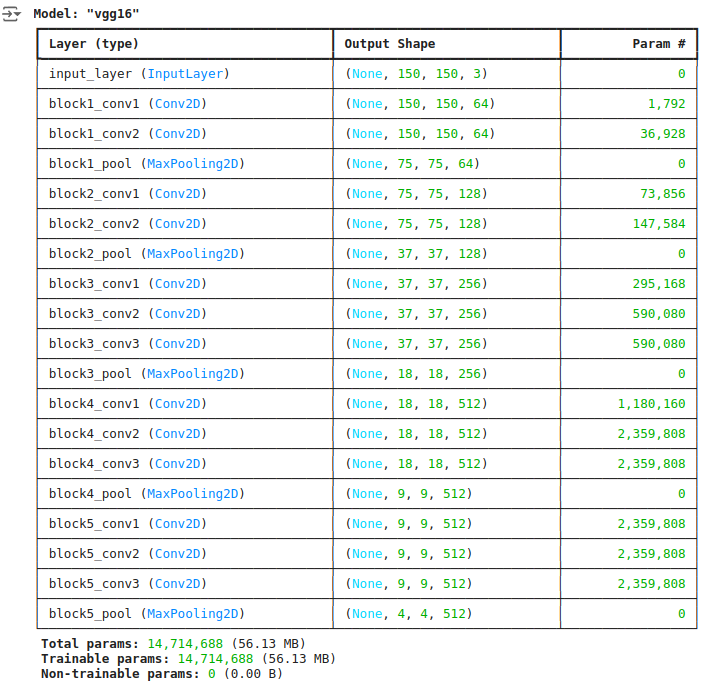 Model: "vgg16"
Layer (type) Output Shape Param #
input_layer (InputLayer) (None, 150, 150, 3) 0
block1_conv1 (Conv2D) (None, 150, 150, 64) 1,792
block1_conv2 (Conv2D) (None, 150, 150, 64) 36,928
block1_pool (MaxPooling2D) (None, 75, 75, 64) 0
block2_conv1 (Conv2D) (None, 75, 75, 128) 73,856
block2_conv2 (Conv2D) (None, 75, 75, 128) 147,584
block2_pool (MaxPooling2D) (None, 37, 37, 128) 0
block3_conv1 (Conv2D) (None, 37, 37, 256) 295,168
block3_conv2 (Conv2D) (None, 37, 37, 256) 590,080
block3_conv3 (Conv2D) (None, 37, 37, 256) 590,080
block3_pool (MaxPooling2D) (None, 18, 18, 256) 0
block4_conv1 (Conv2D) (None, 18, 18, 512) 1,180,160
block4_conv2 (Conv2D) (None, 18, 18, 512) 2,359,808
block4_conv3 (Conv2D) (None, 18, 18, 512) 2,359,808
block4_pool (MaxPooling2D) (None, 9, 9, 512) 0
block5_conv1 (Conv2D) (None, 9, 9, 512) 2,359,808
block5_conv2 (Conv2D) (None, 9, 9, 512) 2,359,808
block5_conv3 (Conv2D) (None, 9, 9, 512) 2,359,808
block5_pool (MaxPooling2D) (None, 4, 4, 512) 0
Total params: 14,714,688 (56.13 MB)
Trainable params: 14,714,688 (56.13 MB)
Non-trainable params: 0 (0.00 B)